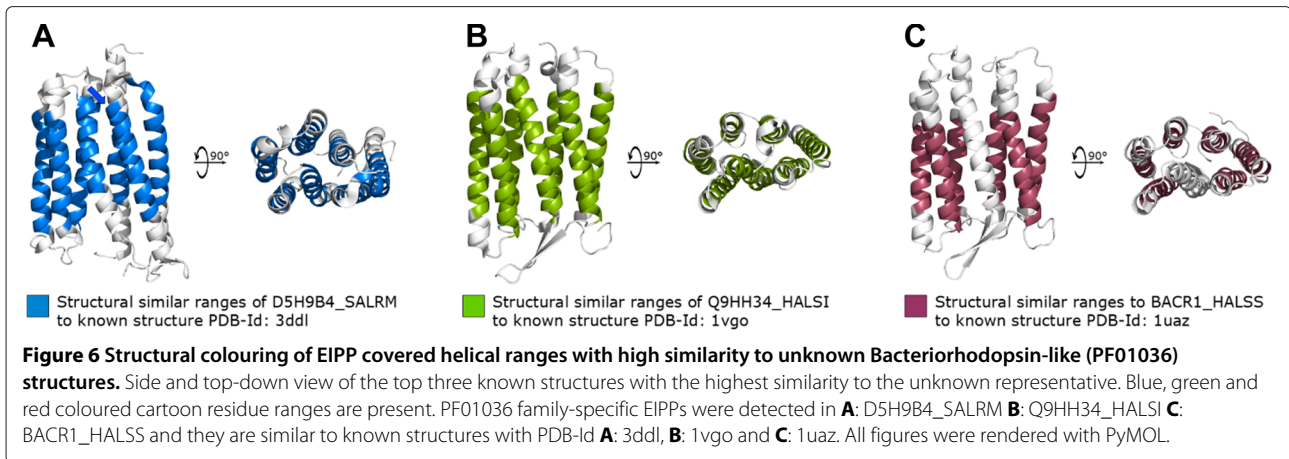 A
B
C
90°
90°
90°
Structural similar ranges of D5H9B4_SALRM
to known structure PDB-Id: 3ddl
Structural similar ranges of Q9HH34_HALSI
to known structure PDB-Id: 1vgo
Structural similar ranges to BACR1_HALSS
to known structure PDB-Id: 1uaz
Figure 6 Structural colouring of EIPP covered helical ranges with high similarity to unknown Bacteriorhodopsin-like (PF01036)
structures. Side and top-down view of the top three known structures with the highest similarity to the unknown representative. Blue, green and
red coloured cartoon residue ranges are present. PF01036 family-specific EIPPs were detected in A: D5H9B4_SALRM B: Q9HH34_HALSI C:
BACR1_HALSS and they are similar to known structures with PDB-Id A: 3ddl, B: 1vgo and C: 1uaz. All figures were rendered with PyMOL.